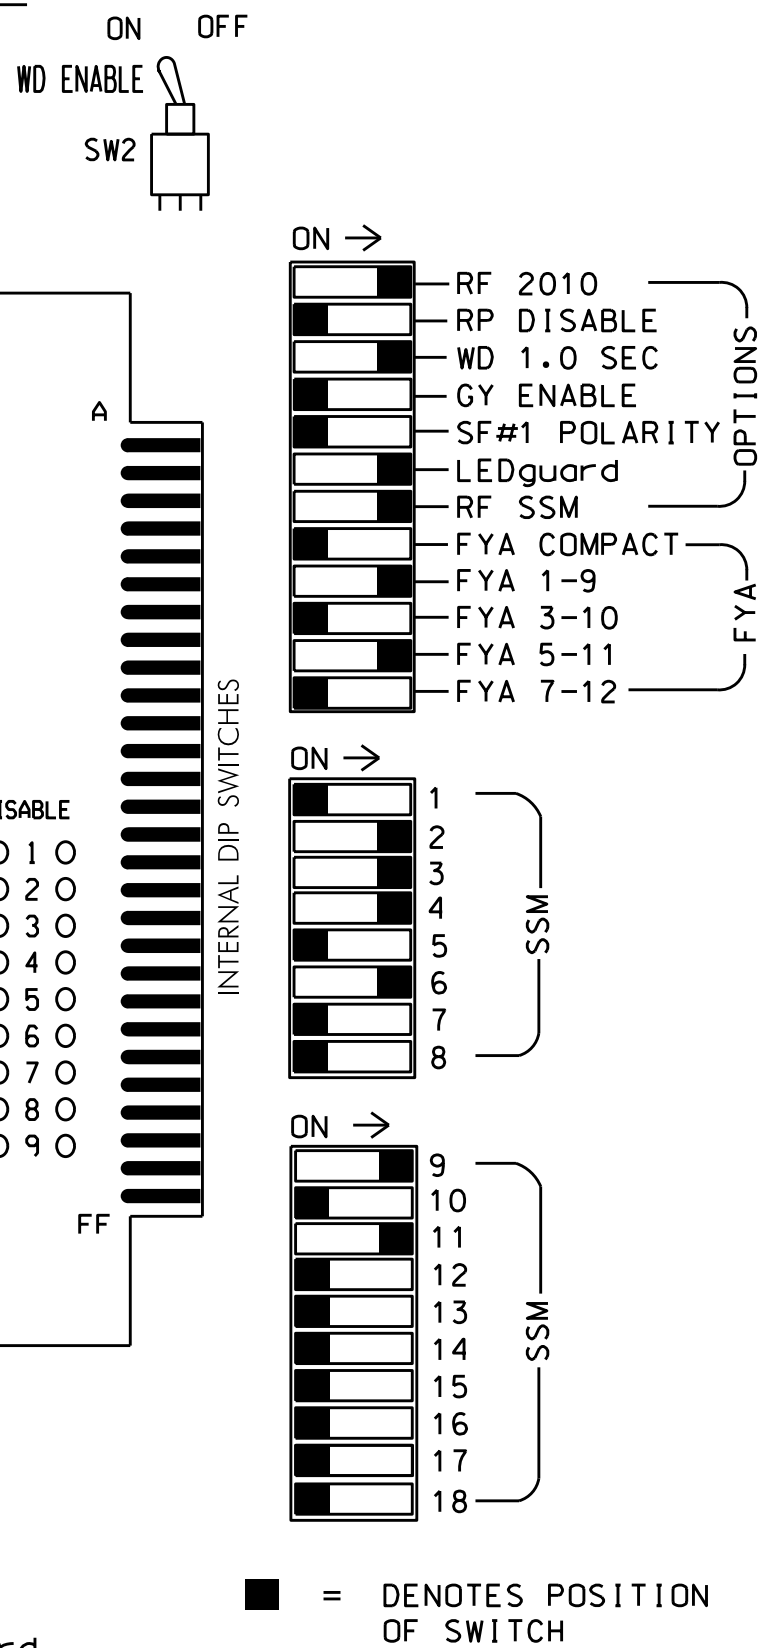 ON OFF
WD ENABLE
SW2
ON
RF 2010
RP DISABLE
WD 1.0 SEC
GY ENABLE
SF#1 POLARITY
LEDguard
RF SSM
OPTIONS
FYA COMPACT
FYA 1-9
FYA 3-10
FYA 5-11
FYA 7-12
FYA
A
FF
INTERNAL DIP SWITCHES
ISABLE
1
2
3
4
5
6
7
8
9
ON
1
2
3
4
5
6
7
8
SSM
ON
9
10
11
12
13
14
15
16
17
18
SSM
= DENOTES POSITION
OF SWITCH